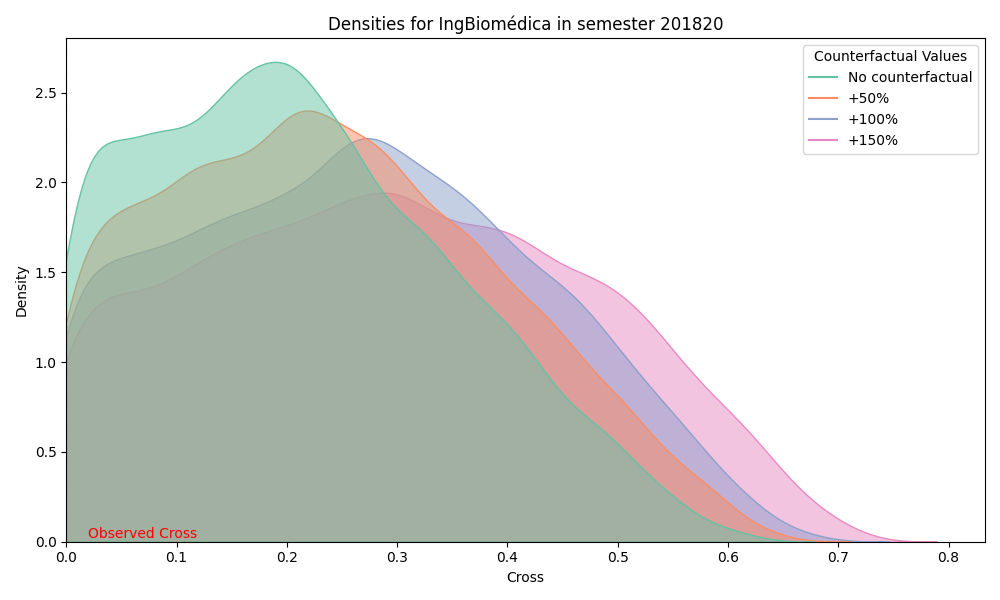 Densities for IngBiomédica in semester 201820
Counterfactual Values
No counterfactual
+50%
+100%
+150%
Density
2.5
2.0
1.5
1.0
0.5
0.0
Observed Cross
0.0 0.1 0.2 0.3 0.4 0.5 0.6 0.7 0.8
Cross